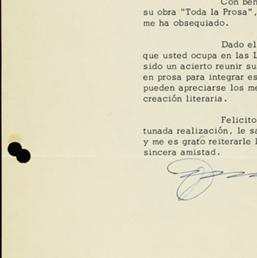 Con ben
su obra "Toda la Prosa",
me ha obsequiado.
Dado el
que usted ocupa en las L
sido un acierto reunir su
en prosa para integrar es
pueden apreciarse los me
creación literaria.
Felicito
tunada realización, le sa
y me es grato reiterarle l
sincera amistad.